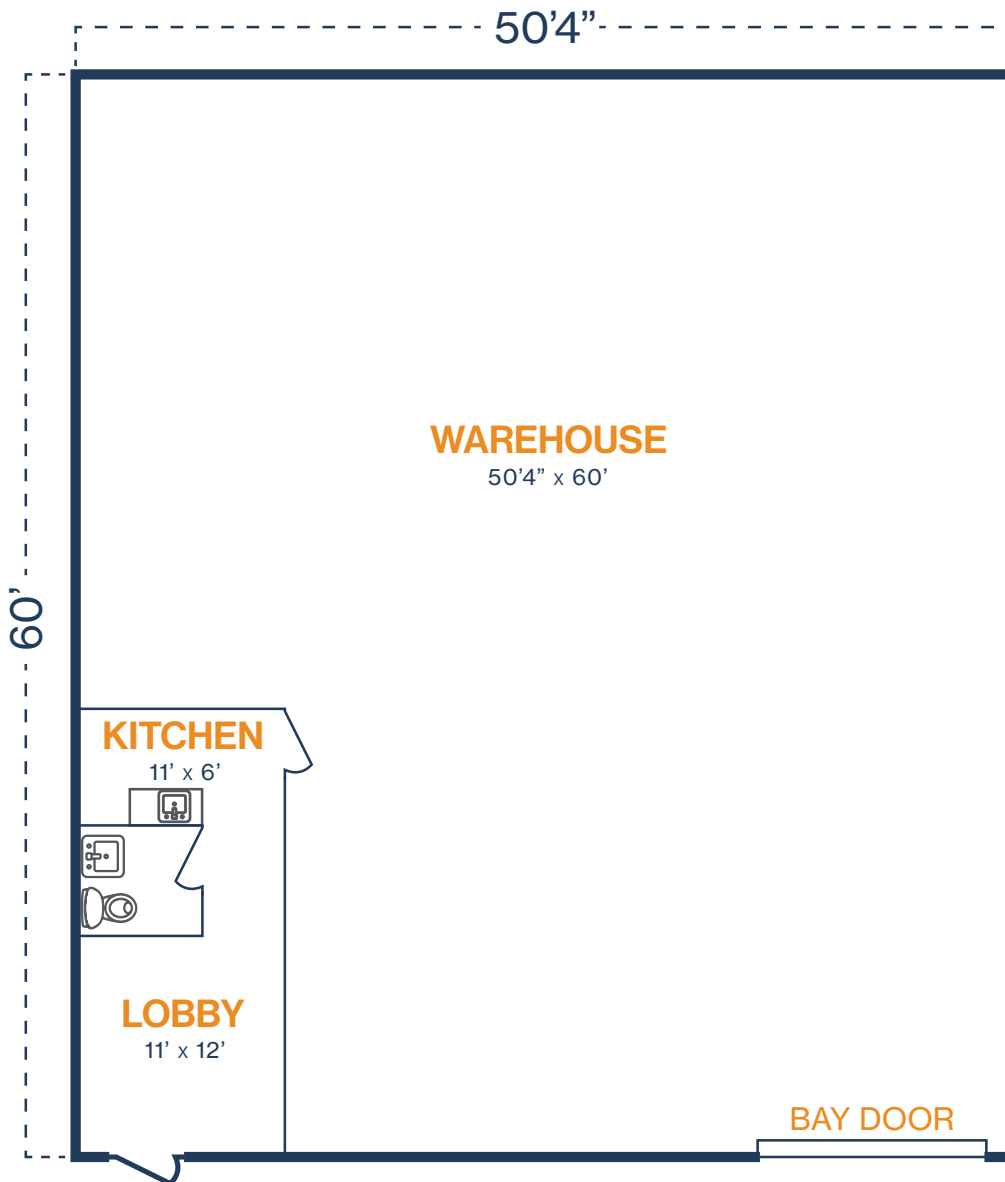 50’4”
60’
WAREHOUSE
50’4” x 60’
KITCHEN
11’ x 6’
LOBBY
11’ x 12’
BAY DOOR